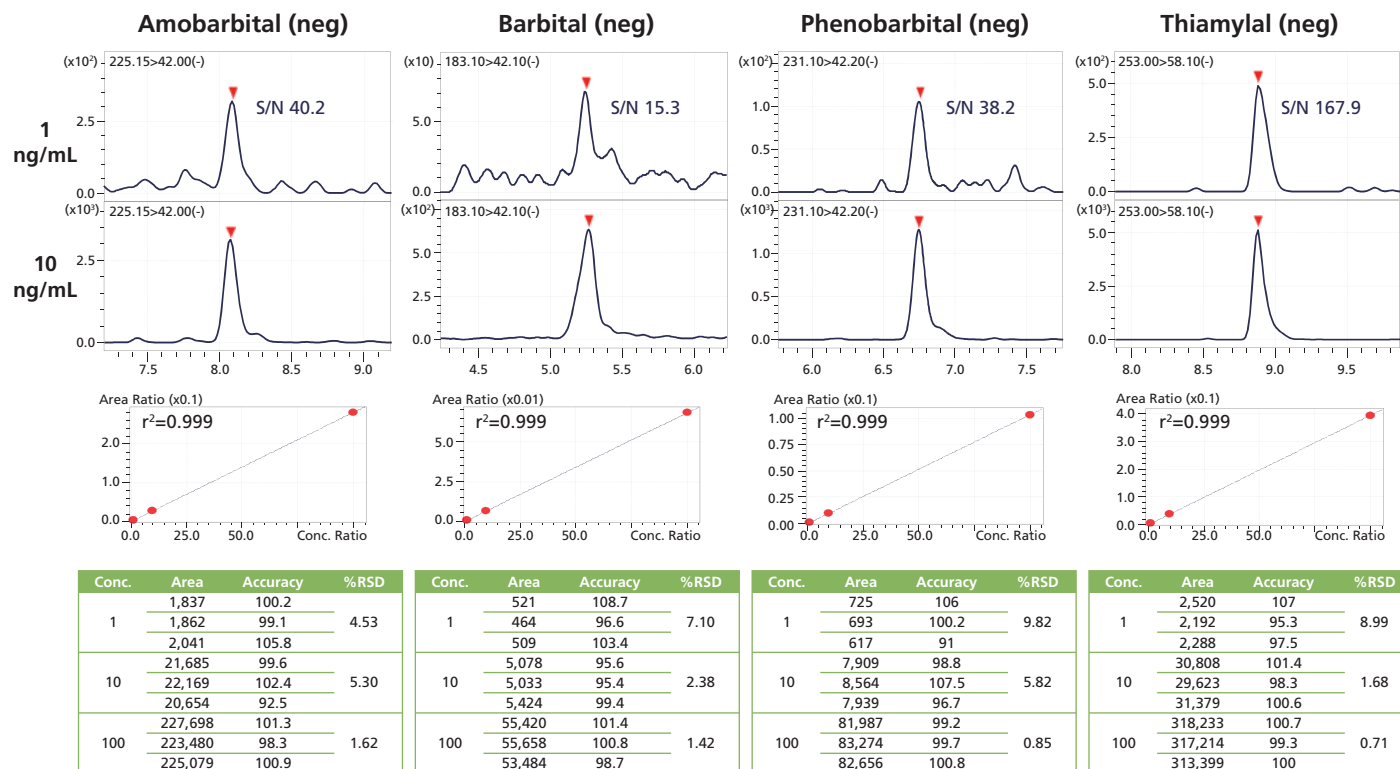 Amobarbital (neg) Barbital (neg) Phenobarbital (neg) Thiamylal (neg)
1
ng/mL
(x10²) 225.15>42.00(-)
S/N 40.2
2.5
0.0
(x10) 183.10>42.10(-)
S/N 15.3
5.0
0.0
(x10²) 231.10>42.20(-)
S/N 38.2
1.0
0.5
0.0
(x10²) 253.00>58.10(-)
S/N 167.9
5.0
2.5
0.0
10
ng/mL
(x10³) 225.15>42.00(-)
2.5
0.0
7.5 8.0 8.5 9.0
(x10²) 183.10>42.10(-)
5.0
2.5
0.0
4.5 5.0 5.5 6.0
(x10³) 231.10>42.20(-)
1.0
0.5
0.0
6.0 6.5 7.0 7.5
(x10³) 253.00>58.10(-)
5.0
2.5
0.0
8.0 8.5 9.0 9.5
Area Ratio (x0.1)
r²=0.999
2.0
1.0
0.0
0.0 25.0 50.0 Conc. Ratio
Area Ratio (x0.01)
r²=0.999
5.0
2.5
0.0
0.0 25.0 50.0 Conc. Ratio
Area Ratio (x0.1)
r²=0.999
1.00
0.75
0.50
0.25
0.00
0.0 25.0 50.0 Conc. Ratio
Area Ratio (x0.1)
r²=0.999
4.0
3.0
2.0
1.0
0.0
0.0 25.0 50.0 Conc. Ratio
Conc. Area Accuracy %RSD
1,837 100.2
1 1,862 99.1 4.53
2,041 105.8
21,685 99.6
10 22,169 102.4 5.30
20,654 92.5
227,698 101.3
100 223,480 98.3 1.62
225,079 100.9
Conc. Area Accuracy %RSD
521 108.7
1 464 96.6 7.10
509 103.4
5,078 95.6
10 5,033 95.4 2.38
5,424 99.4
55,420 101.4
100 55,658 100.8 1.42
53,484 98.7
Conc. Area Accuracy %RSD
725 106
1 693 100.2 9.82
617 91
7,909 98.8
10 8,564 107.5 5.82
7,939 96.7
81,987 99.2
100 83,274 99.7 0.85
82,656 100.8
Conc. Area Accuracy %RSD
2,520 107
1 2,192 95.3 8.99
2,288 97.5
30,808 101.4
10 29,623 98.3 1.68
31,379 100.6
318,233 100.7
100 317,214 99.3 0.71
313,399 100